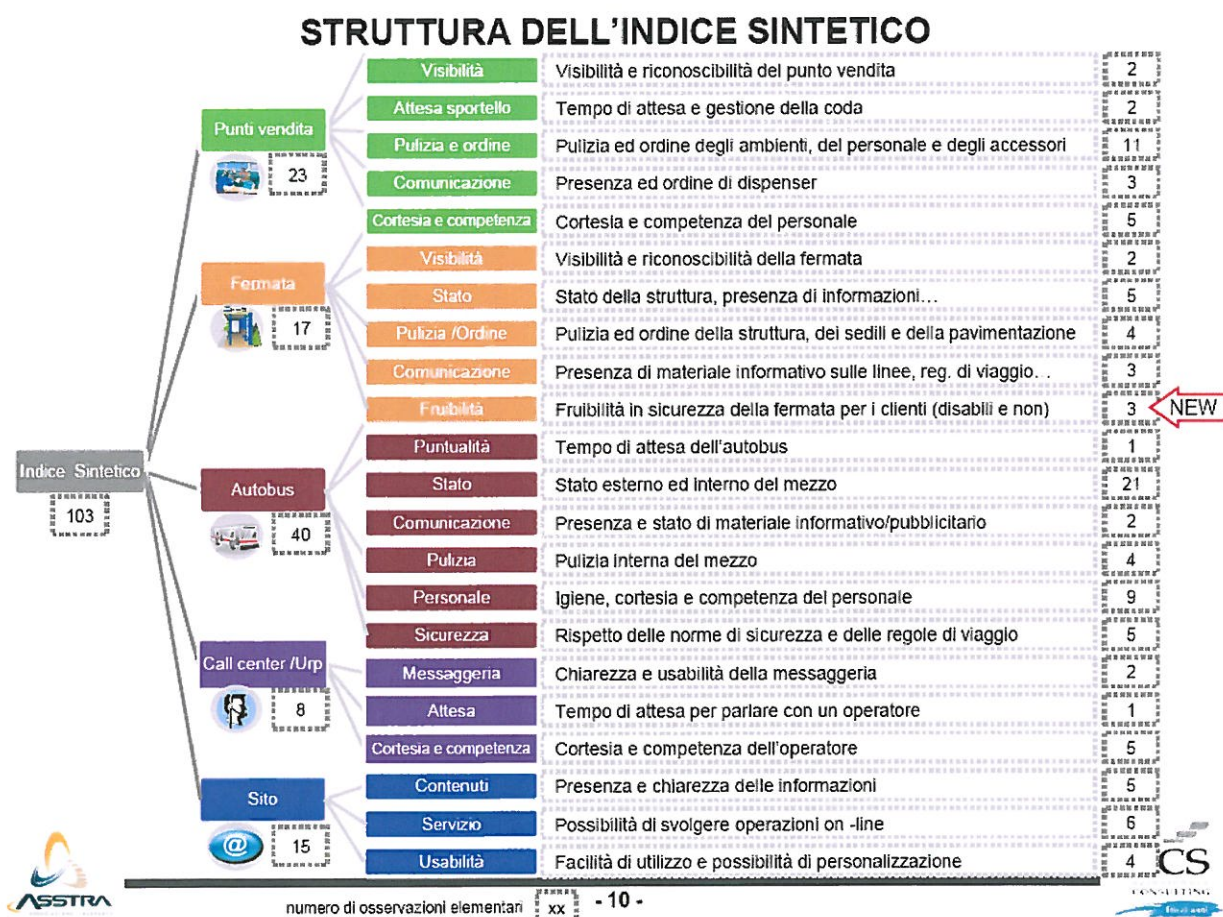 STRUTTURA DELL'INDICE SINTETICO
Indice Sintetico
103
Punti vendita
23
Visibilità Visibilità e riconoscibilità del punto vendita 2
Attesa sportello Tempo di attesa e gestione della coda 2
Pulizia e ordine Pulizia ed ordine degli ambienti, del personale e degli accessori 11
Comunicazione Presenza ed ordine di dispenser 3
Cortesia e competenza Cortesia e competenza del personale 5
Fermata
17
Visibilità Visibilità e riconoscibilità della fermata 2
Stato Stato della struttura, presenza di informazioni... 5
Pulizia /Ordine Pulizia ed ordine della struttura, dei sedili e della pavimentazione 4
Comunicazione Presenza di materiale informativo sulle linee, reg. di viaggio... 3
Fruibilità Fruibilità in sicurezza della fermata per i clienti (disabili e non) 3 NEW
Autobus
40
Puntualità Tempo di attesa dell'autobus 1
Stato Stato esterno ed interno del mezzo 21
Comunicazione Presenza e stato di materiale informativo/pubblicitario 2
Pulizia Pulizia interna del mezzo 4
Personale Igiene, cortesia e competenza del personale 9
Sicurezza Rispetto delle norme di sicurezza e delle regole di viaggio 5
Call center /Urp
8
Messaggeria Chiarezza e usabilità della messaggeria 2
Attesa Tempo di attesa per parlare con un operatore 1
Cortesia e competenza Cortesia e competenza dell'operatore 5
Sito
@ 15
Contenuti Presenza e chiarezza delle informazioni 5
Servizio Possibilità di svolgere operazioni on -line 6
Usabilità Facilità di utilizzo e possibilità di personalizzazione 4
ASSTRA
numero di osservazioni elementari xx - 10 -
CS
CONSULTING